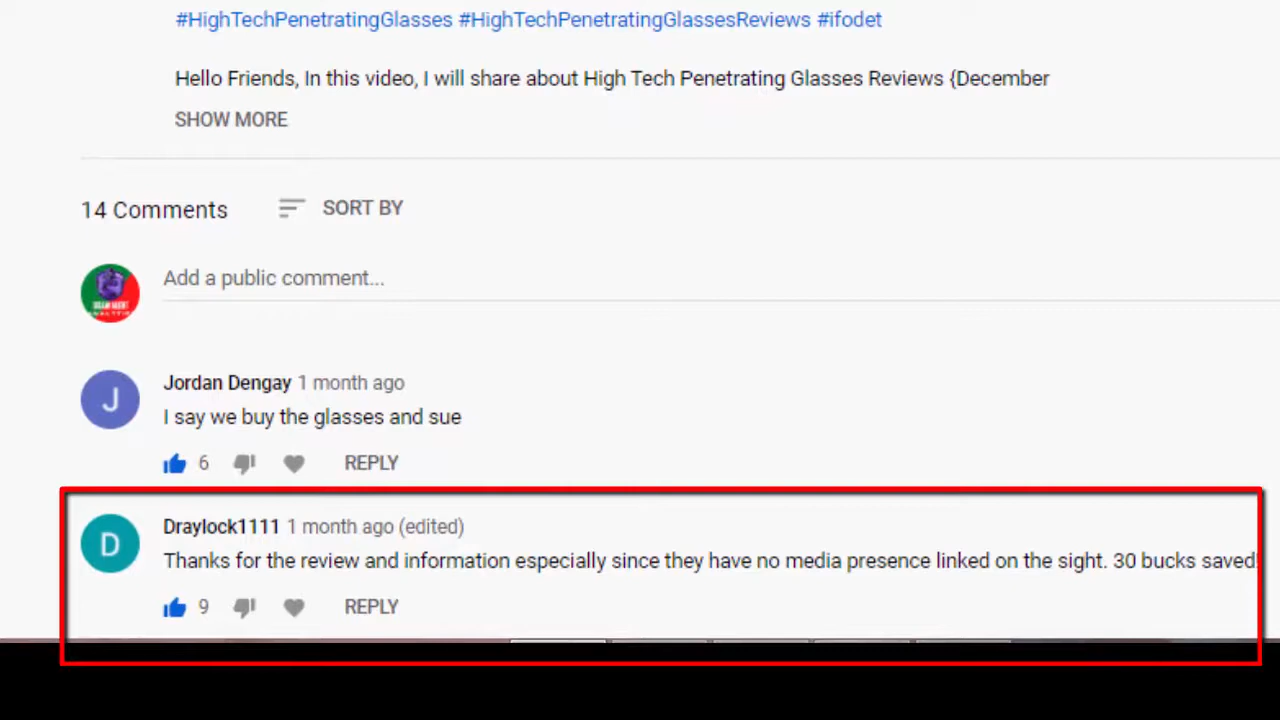 #HighTechPenetratingGlasses #HighTechPenetratingGlassesReviews #ifodet
Hello Friends, In this video, I will share about High Tech Penetrating Glasses Reviews {December
SHOW MORE
14 Comments SORT BY
Add a public comment...
J
Jordan Dengay 1 month ago
I say we buy the glasses and sue
6 REPLY
D
Draylock1111 1 month ago (edited)
Thanks for the review and information especially since they have no media presence linked on the sight. 30 bucks saved!
9 REPLY